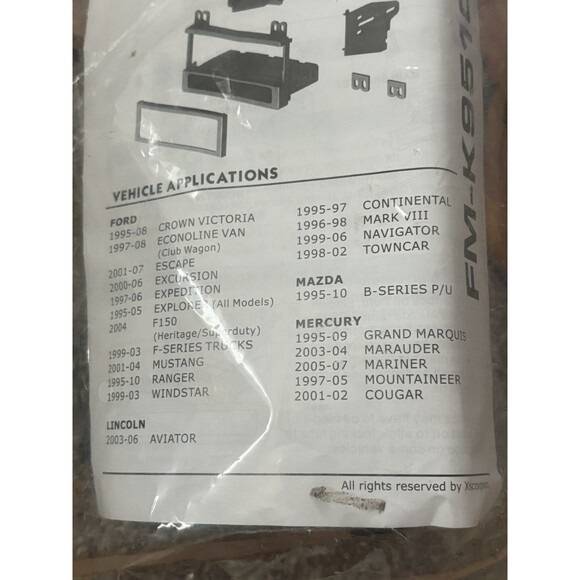 FM-K951
VEHICLE APPLICATIONS
FORD
1995-08 CROWN VICTORIA
1997-08 ECONOLINE VAN
(Club Wagon)
2001-07 ESCAPE
2000-06 EXCURSION
1997-06 EXPEDITION
1995-05 EXPLORER (All Models)
2004 F150
(Heritage/Superduty)
1999-03 F-SERIES TRUCKS
2001-04 MUSTANG
1995-10 RANGER
1999-03 WINDSTAR
LINCOLN
2003-06 AVIATOR
1995-97 CONTINENTAL
1996-98 MARK VIII
1999-06 NAVIGATOR
1998-02 TOWNCAR
MAZDA
1995-10 B-SERIES P/U
MERCURY
1995-09 GRAND MARQUIS
2003-04 MARAUDER
2005-07 MARINER
1997-05 MOUNTAINEER
2001-02 COUGAR
All rights reserved by